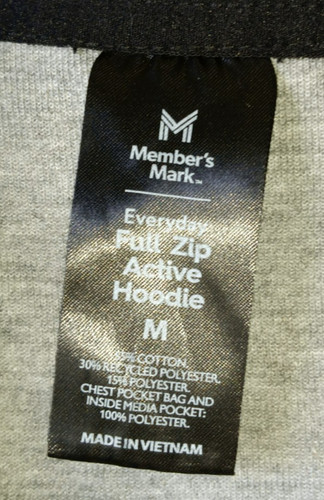 Member's
Mark™
Everyday
Full Zip
Active
Hoodie
M
55% COTTON.
30% RECYCLED POLYESTER.
15% POLYESTER.
CHEST POCKET BAG AND
INSIDE MEDIA POCKET:
100% POLYESTER.
MADE IN VIETNAM